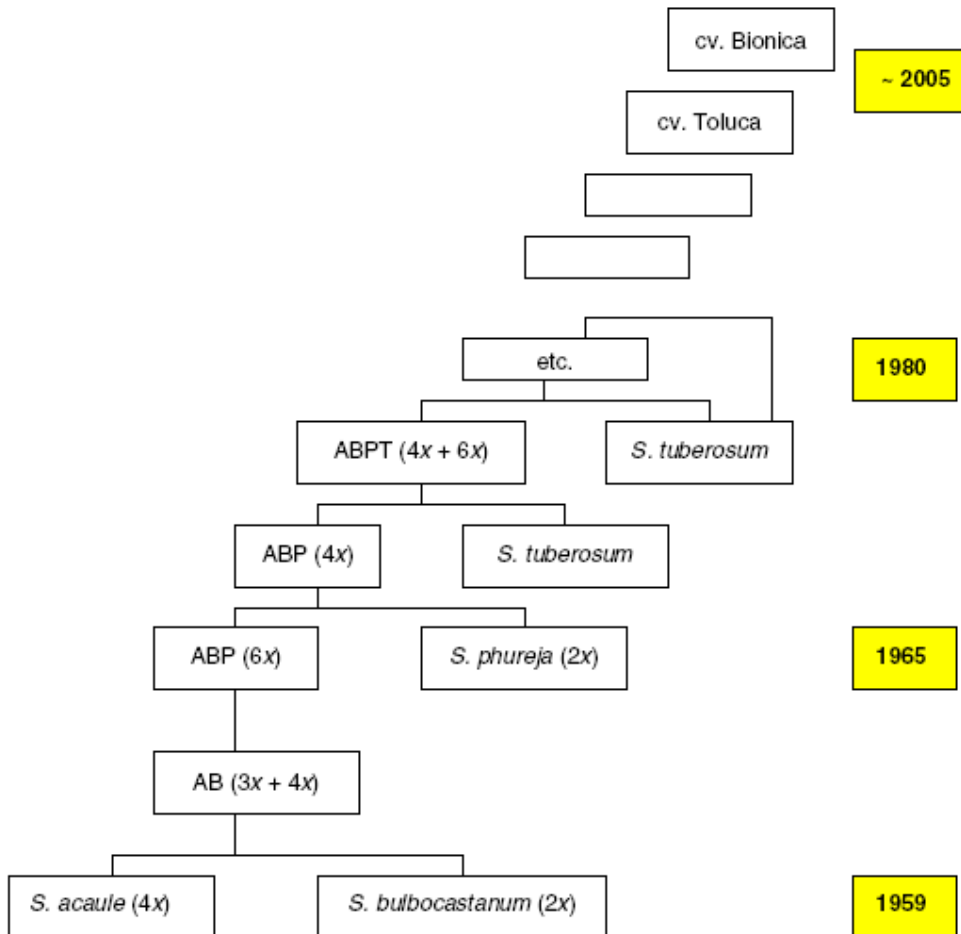 cv. Bionica
~ 2005
cv. Toluca
etc.
1980
ABPT (4x + 6x)
S. tuberosum
ABP (4x)
S. tuberosum
ABP (6x)
S. phureja (2x)
1965
AB (3x + 4x)
S. acaule (4x)
S. bulbocastanum (2x)
1959